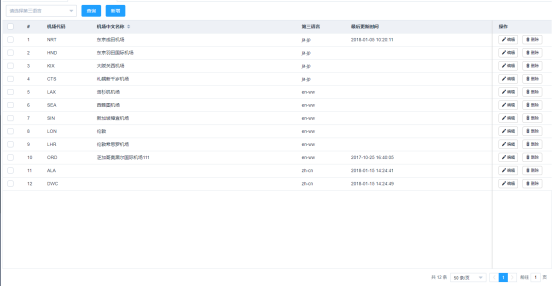 请选择第三语言 查询 新增
# 机场代码 机场中文名称 第三语言 最后更新时间 操作
1 NRT 东京成田机场 ja-jp 2018-01-05 10:20:11 编辑 删除
2 HND 东京羽田国际机场 ja-jp 编辑 删除
3 KIX 大阪关西机场 ja-jp 编辑 删除
4 CTS 札幌新千岁机场 ja-jp 编辑 删除
5 LAX 洛杉矶机场 en-ww 编辑 删除
6 SEA 西雅图机场 en-ww 编辑 删除
7 SIN 新加坡樟宜机场 en-ww 编辑 删除
8 LON 伦敦 en-ww 编辑 删除
9 LHR 伦敦希思罗机场 en-ww 编辑 删除
10 ORD 芝加哥奥黑尔国际机场111 en-ww 2017-10-25 16:40:05 编辑 删除
11 ALA zh-cn 2018-01-15 14:24:41 编辑 删除
12 DWC zh-cn 2018-01-15 14:24:49 编辑 删除
共 12 条 50 条/页 1 前往 1 页